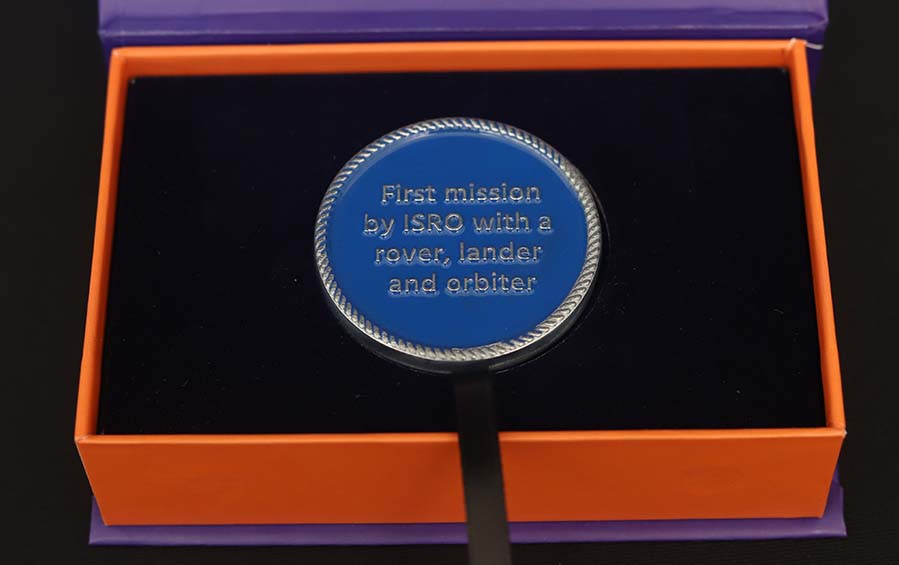 First mission
by ISRO with a
rover, lander
and orbiter